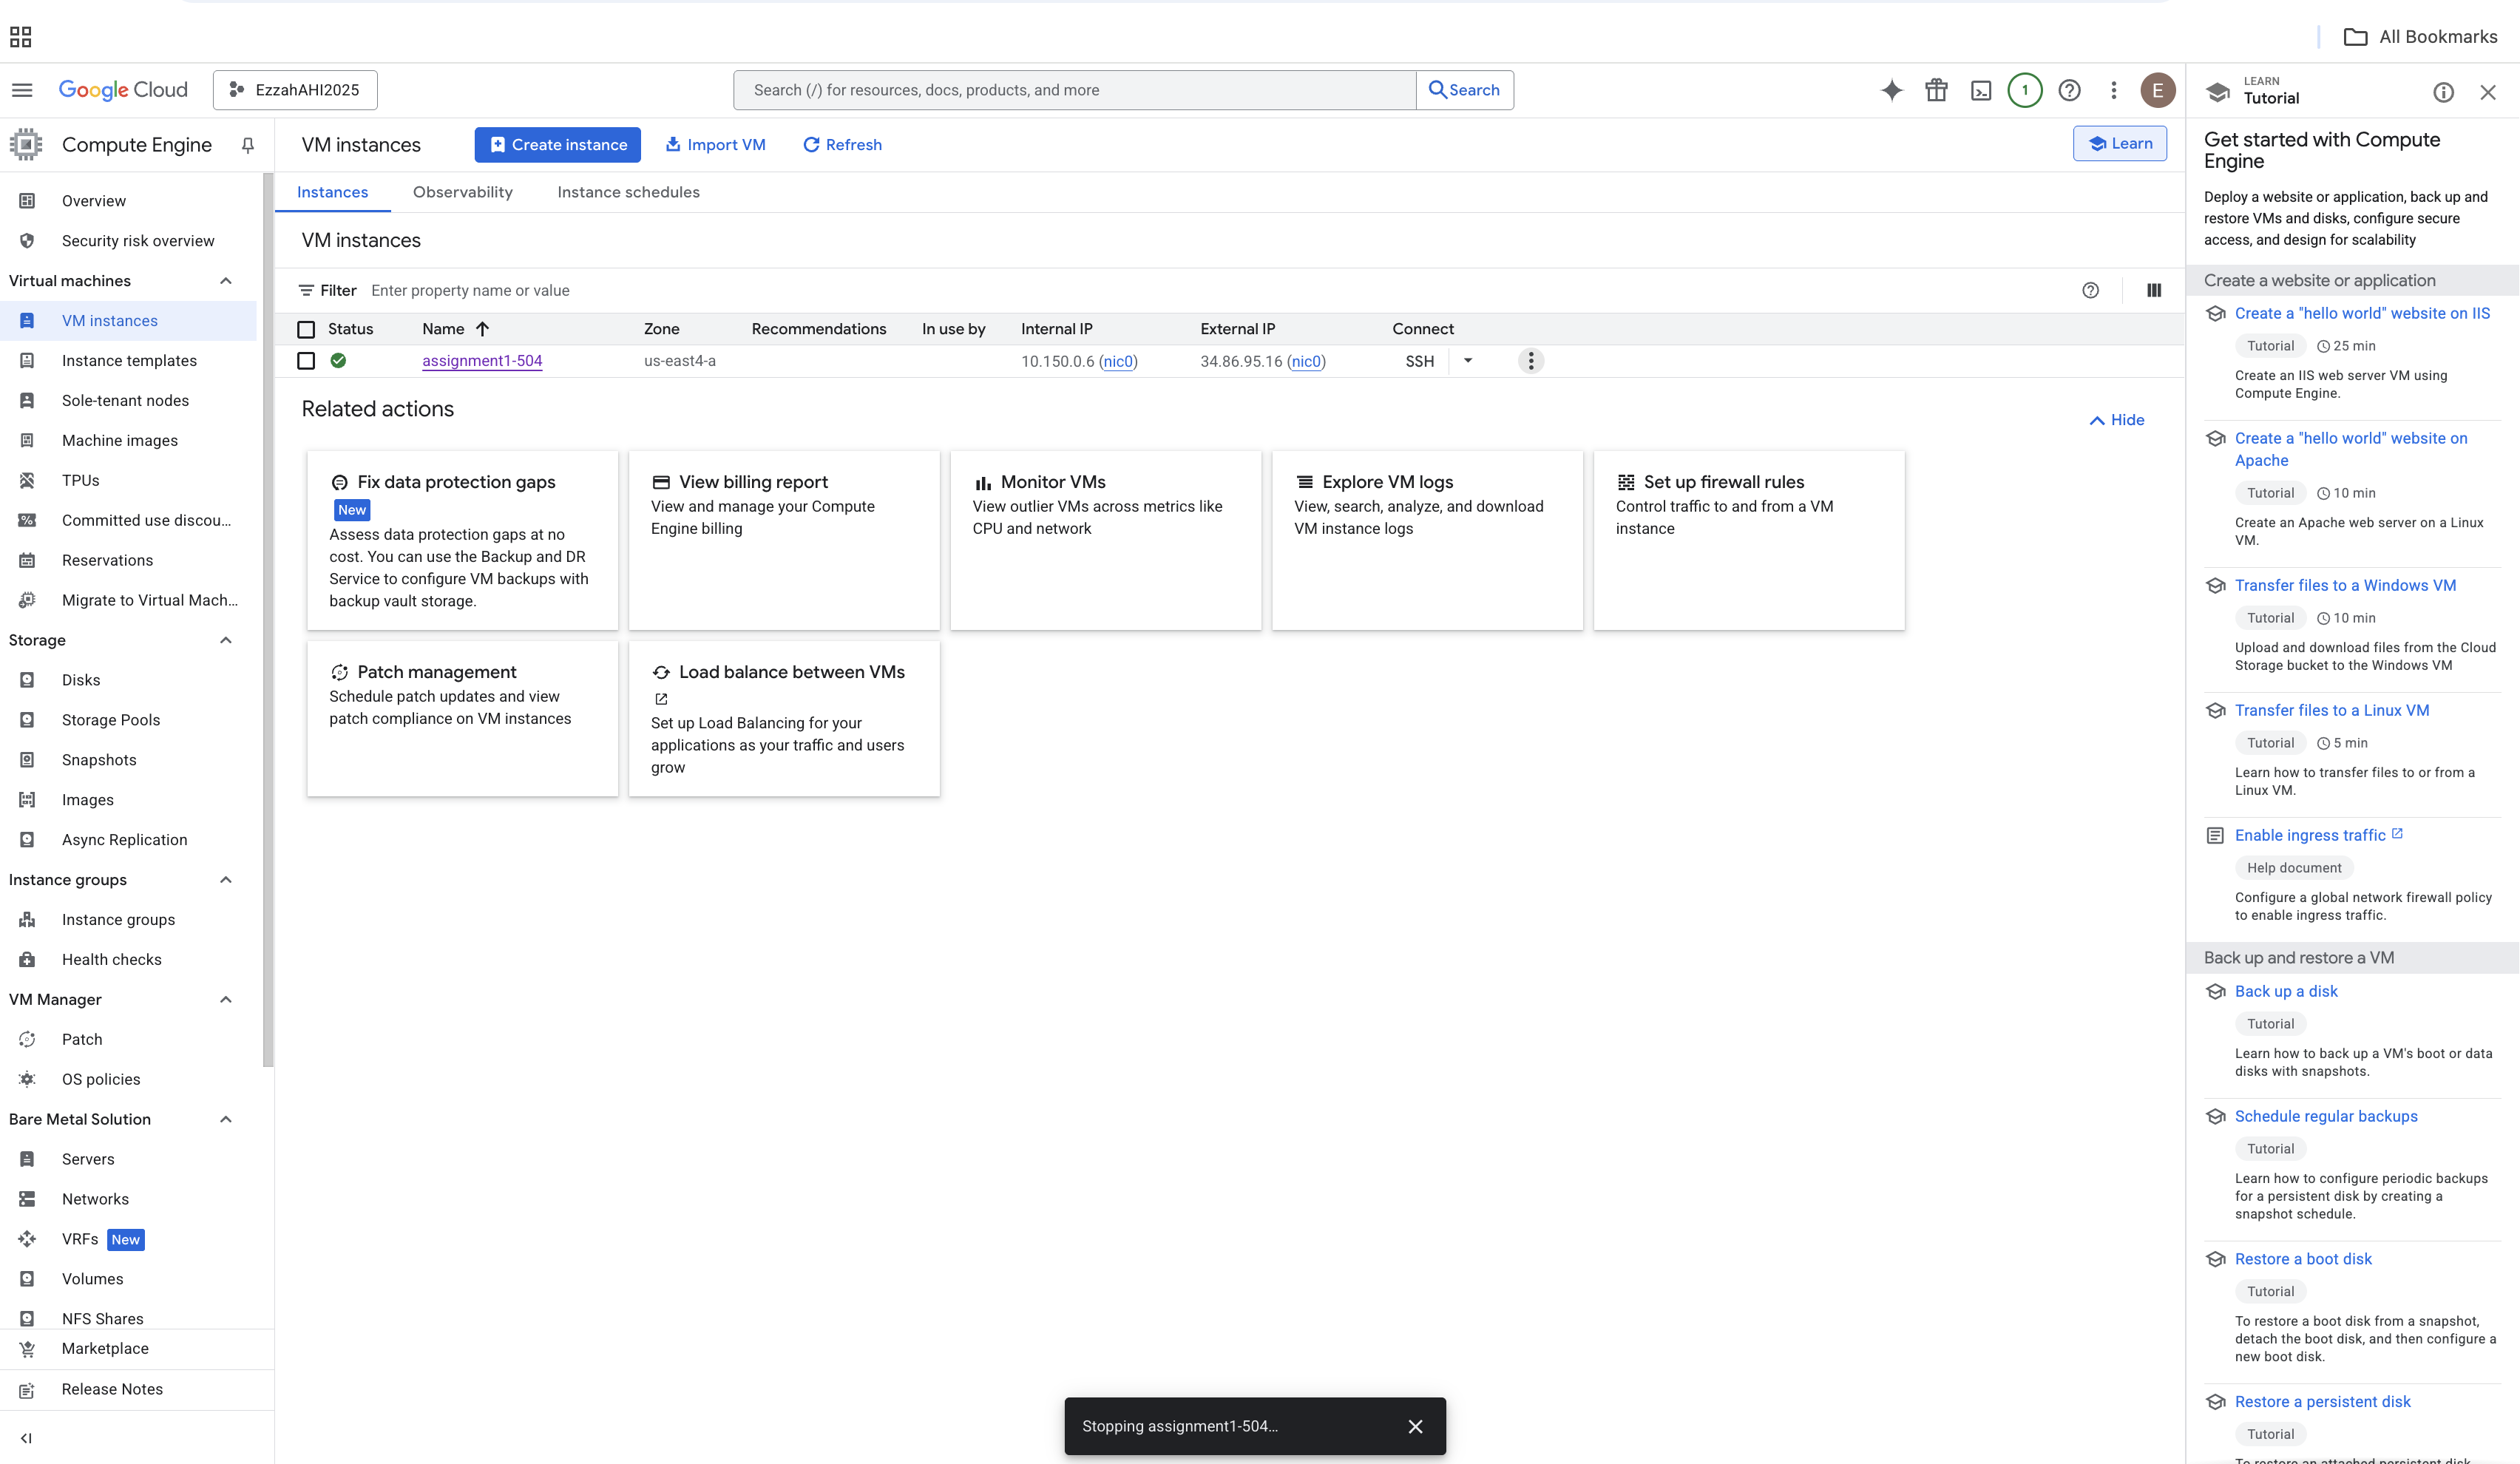 All Bookmarks
Google Cloud
EzzahAHI2025
Search (/) for resources, docs, products, and more
Search
1
E
LEARN
Tutorial
Compute Engine
VM instances
Create instance
Import VM
Refresh
Learn
Overview
Security risk overview
Virtual machines
VM instances
Instance templates
Sole-tenant nodes
Machine images
TPUs
Committed use discou...
Reservations
Migrate to Virtual Mach...
Storage
Disks
Storage Pools
Snapshots
Images
Async Replication
Instance groups
Instance groups
Health checks
VM Manager
Patch
OS policies
Bare Metal Solution
Servers
Networks
VRFs New
Volumes
NFS Shares
Marketplace
Release Notes
Instances Observability Instance schedules
VM instances
Filter Enter property name or value
Status Name Zone Recommendations In use by Internal IP External IP Connect
assignment1-504 us-east4-a 10.150.0.6 (nic0) 34.86.95.16 (nic0) SSH
Related actions
Hide
Fix data protection gaps
New
Assess data protection gaps at no
cost. You can use the Backup and DR
Service to configure VM backups with
backup vault storage.
View billing report
View and manage your Compute
Engine billing
Monitor VMs
View outlier VMs across metrics like
CPU and network
Explore VM logs
View, search, analyze, and download
VM instance logs
Set up firewall rules
Control traffic to and from a VM
instance
Patch management
Schedule patch updates and view
patch compliance on VM instances
Load balance between VMs
Set up Load Balancing for your
applications as your traffic and users
grow
Stopping assignment1-504...
Get started with Compute
Engine
Deploy a website or application, back up and
restore VMs and disks, configure secure
access, and design for scalability
Create a website or application
Create a "hello world" website on IIS
Tutorial 25 min
Create an IIS web server VM using
Compute Engine.
Create a "hello world" website on
Apache
Tutorial 10 min
Create an Apache web server on a Linux
VM.
Transfer files to a Windows VM
Tutorial 10 min
Upload and download files from the Cloud
Storage bucket to the Windows VM
Transfer files to a Linux VM
Tutorial 5 min
Learn how to transfer files to or from a
Linux VM.
Enable ingress traffic
Help document
Configure a global network firewall policy
to enable ingress traffic.
Back up and restore a VM
Back up a disk
Tutorial
Learn how to back up a VM's boot or data
disks with snapshots.
Schedule regular backups
Tutorial
Learn how to configure periodic backups
for a persistent disk by creating a
snapshot schedule.
Restore a boot disk
Tutorial
To restore a boot disk from a snapshot,
detach the boot disk, and then configure a
new boot disk.
Restore a persistent disk
Tutorial
To restore an attached persistent disk